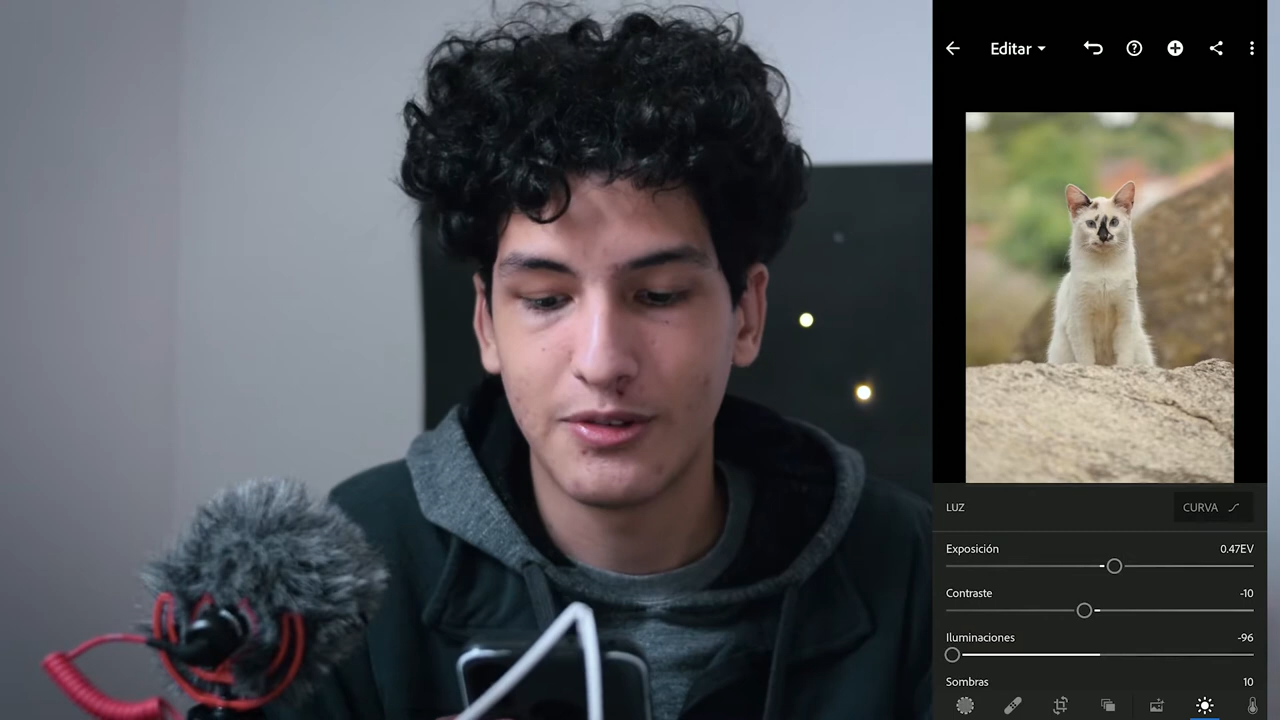 Editar
LUZ
CURVA
Exposición 0.47EV
Contraste -10
Iluminaciones -96
Sombras 10